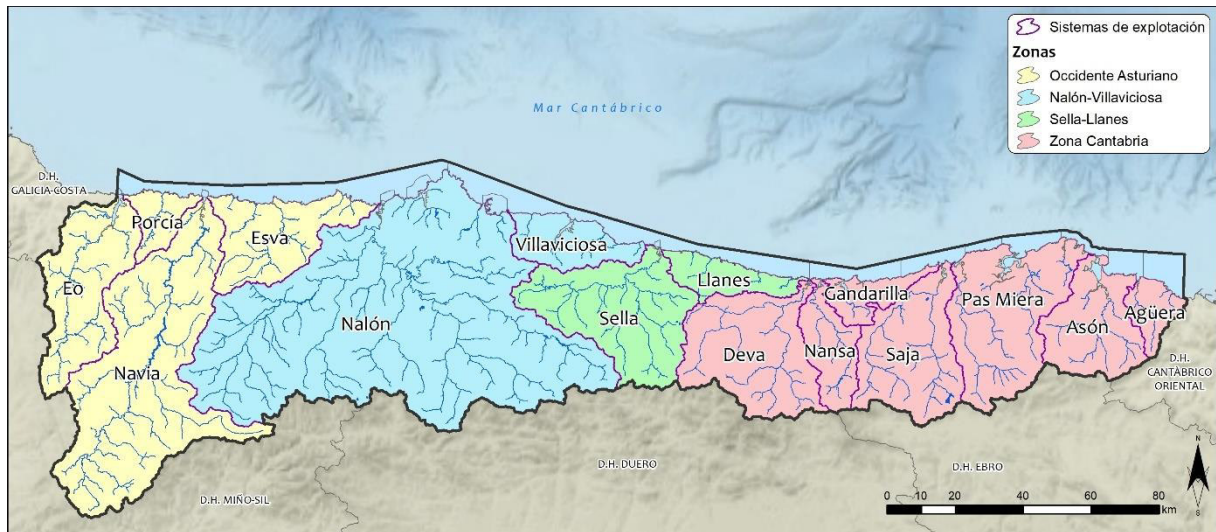 Sistemas de explotación
Zonas
Occidente Asturiano
Nalón-Villaviciosa
Sella-Llanes
Zona Cantabria
Mar Cantábrico
D.H.
GALICIA-COSTA
Porcía
Esva
Villaviciosa
Llanes
Gandarilla
Pas Miera
Eo
Nalón
Sella
Deva
Nansa
Saja
Asón
Agüera
Navia
D.H.
CANTÁBRICO
ORIENTAL
D.H. DUERO
D.H. EBRO
D.H. MIÑO-SIL
N
S
0 10 20 40 60 80
km